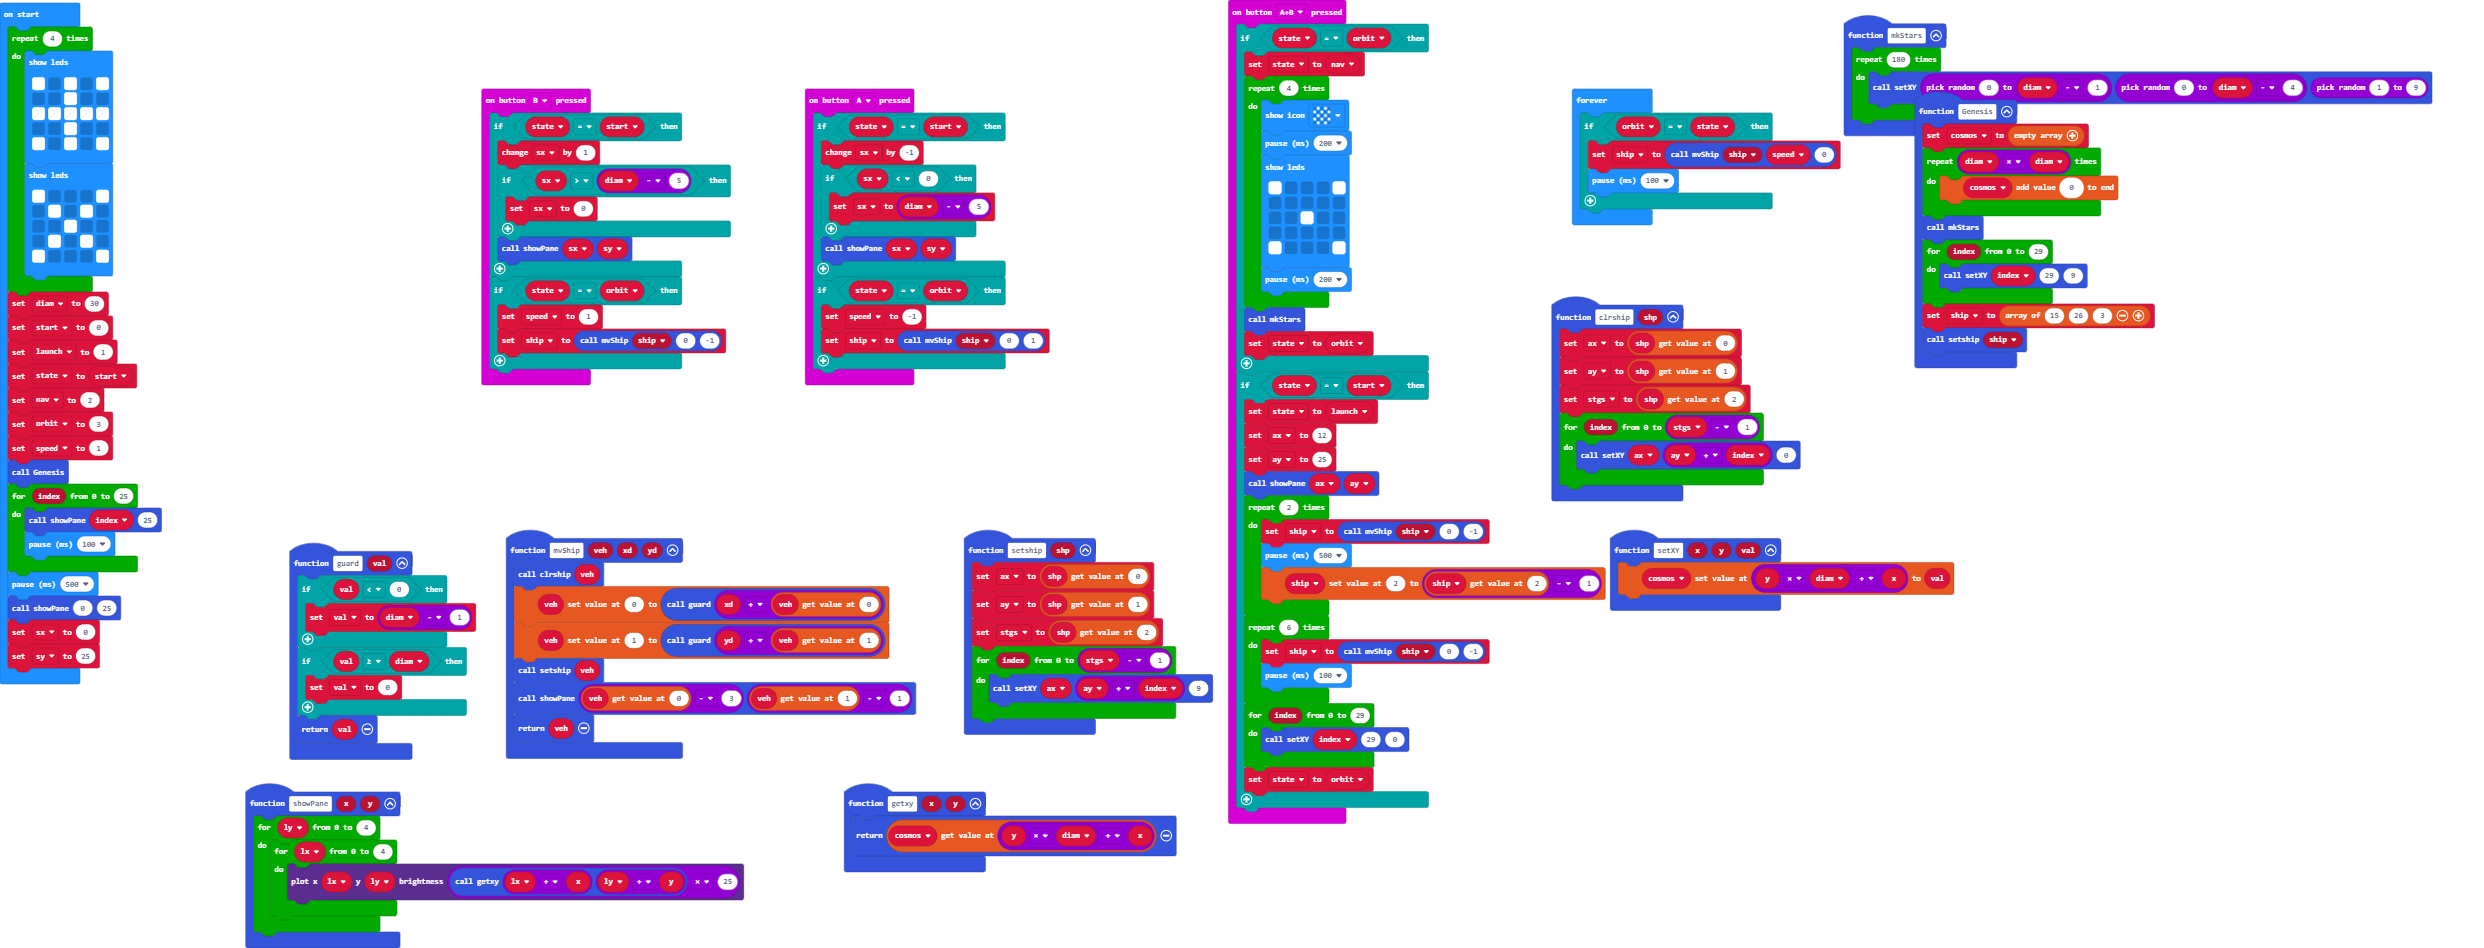 on start
repeat 4 times
do
show leds
show leds
set diam to 30
set start to 0
set launch to 1
set state to start
set nav to 2
set orbit to 3
set speed to 1
call Genesis
for index from 0 to 25
do
call showPane index 25
pause (ms) 100
pause (ms) 500
call showPane 0 25
set sx to 0
set sy to 25
on button B pressed
if state = start then
change sx by 1
if sx > diam - 5 then
set sx to 0
call showPane sx sy
if state = orbit then
set speed to 1
set ship to call mvShip ship 0 -1
on button A pressed
if state = start then
change sx by -1
if sx < 0 then
set sx to diam - 5
call showPane sx sy
if state = orbit then
set speed to -1
set ship to call mvShip ship 0 1
function guard val
if val < 0 then
set val to diam - 1
if val ≥ diam then
set val to 0
return val
function mvShip veh xd yd
call clrship veh
veh set value at 0 to call guard xd + veh get value at 0
veh set value at 1 to call guard yd + veh get value at 1
call setship veh
call showPane veh get value at 0 - 3 veh get value at 1 - 1
return veh
function setship shp
set ax to shp get value at 0
set ay to shp get value at 1
set stgs to shp get value at 2
for index from 0 to stgs - 1
do
call setXY ax ay + index 9
function showPane x y
for ly from 0 to 4
do
for lx from 0 to 4
do
plot x lx y ly brightness call getxy lx + x ly + y × 25
function getxy x y
return cosmos get value at y × diam + x
on button A+B pressed
if state = orbit then
set state to nav
repeat 4 times
do
show icon
pause (ms) 200
show leds
pause (ms) 200
call mkStars
set state to orbit
if state = start then
set state to launch
set ax to 12
set ay to 25
call showPane ax ay
repeat 2 times
do
set ship to call mvShip ship 0 -1
pause (ms) 500
ship set value at 2 to ship get value at 2 - 1
repeat 6 times
do
set ship to call mvShip ship 0 -1
pause (ms) 100
for index from 0 to 29
do
call setXY index 29 0
set state to orbit
forever
if orbit = state then
set ship to call mvShip ship speed 0
pause (ms) 100
function clrship shp
set ax to shp get value at 0
set ay to shp get value at 1
set stgs to shp get value at 2
for index from 0 to stgs - 1
do
call setXY ax ay + index 0
function setXY x y val
cosmos set value at y × diam + x to val
function mkStars
repeat 180 times
do
call setXY pick random 0 to diam - 1 pick random 0 to diam - 4 pick random 1 to 9
function Genesis
set cosmos to empty array
repeat diam × diam times
do
cosmos add value 0 to end
call mkStars
for index from 0 to 29
do
call setXY index 29 9
set ship to array of 15 26 3
call setship ship